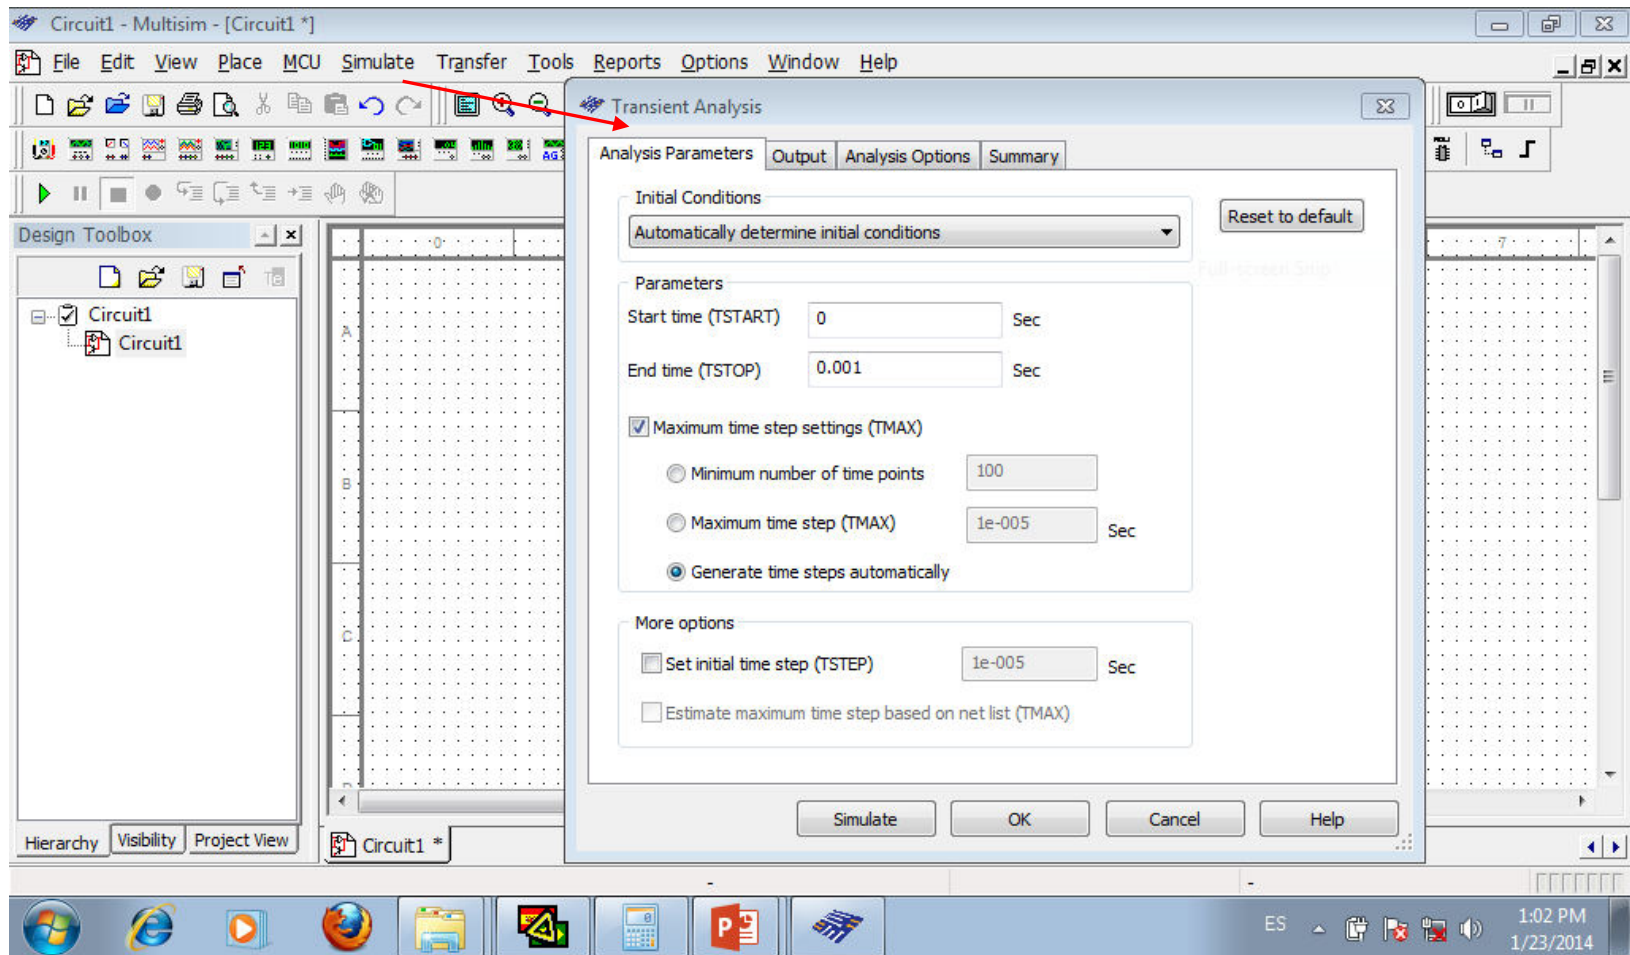 Circuit1 - Multisim - [Circuit1 *]
File Edit View Place MCU Simulate Transfer Tools Reports Options Window Help
Transient Analysis
Analysis Parameters Output Analysis Options Summary
Initial Conditions
Automatically determine initial conditions
Reset to default
Design Toolbox
0 7
Parameters
Circuit1
Circuit1
Start time (TSTART) 0 Sec
A
End time (TSTOP) 0.001 Sec
Maximum time step settings (TMAX)
Minimum number of time points 100
B
Maximum time step (TMAX) 1e-005 Sec
Generate time steps automatically
More options
C
Set initial time step (TSTEP) 1e-005 Sec
Estimate maximum time step based on net list (TMAX)
Simulate OK Cancel Help
Hierarchy Visibility Project View
Circuit1 *
- -
ES
1:02 PM
1/23/2014